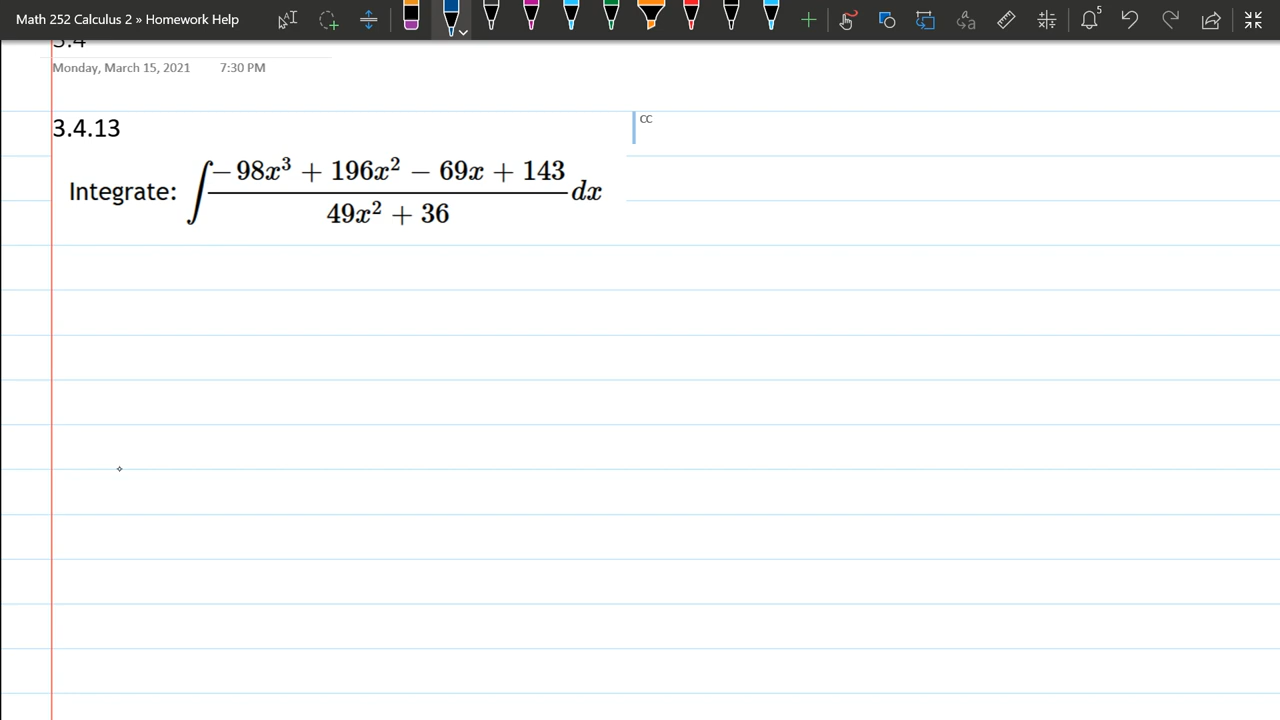 Math 252 Calculus 2 » Homework Help
5
3.4
Monday, March 15, 2021 7:30 PM
3.4.13
CC
Integrate: ∫ (−98x³ + 196x² − 69x + 143)/(49x² + 36) dx